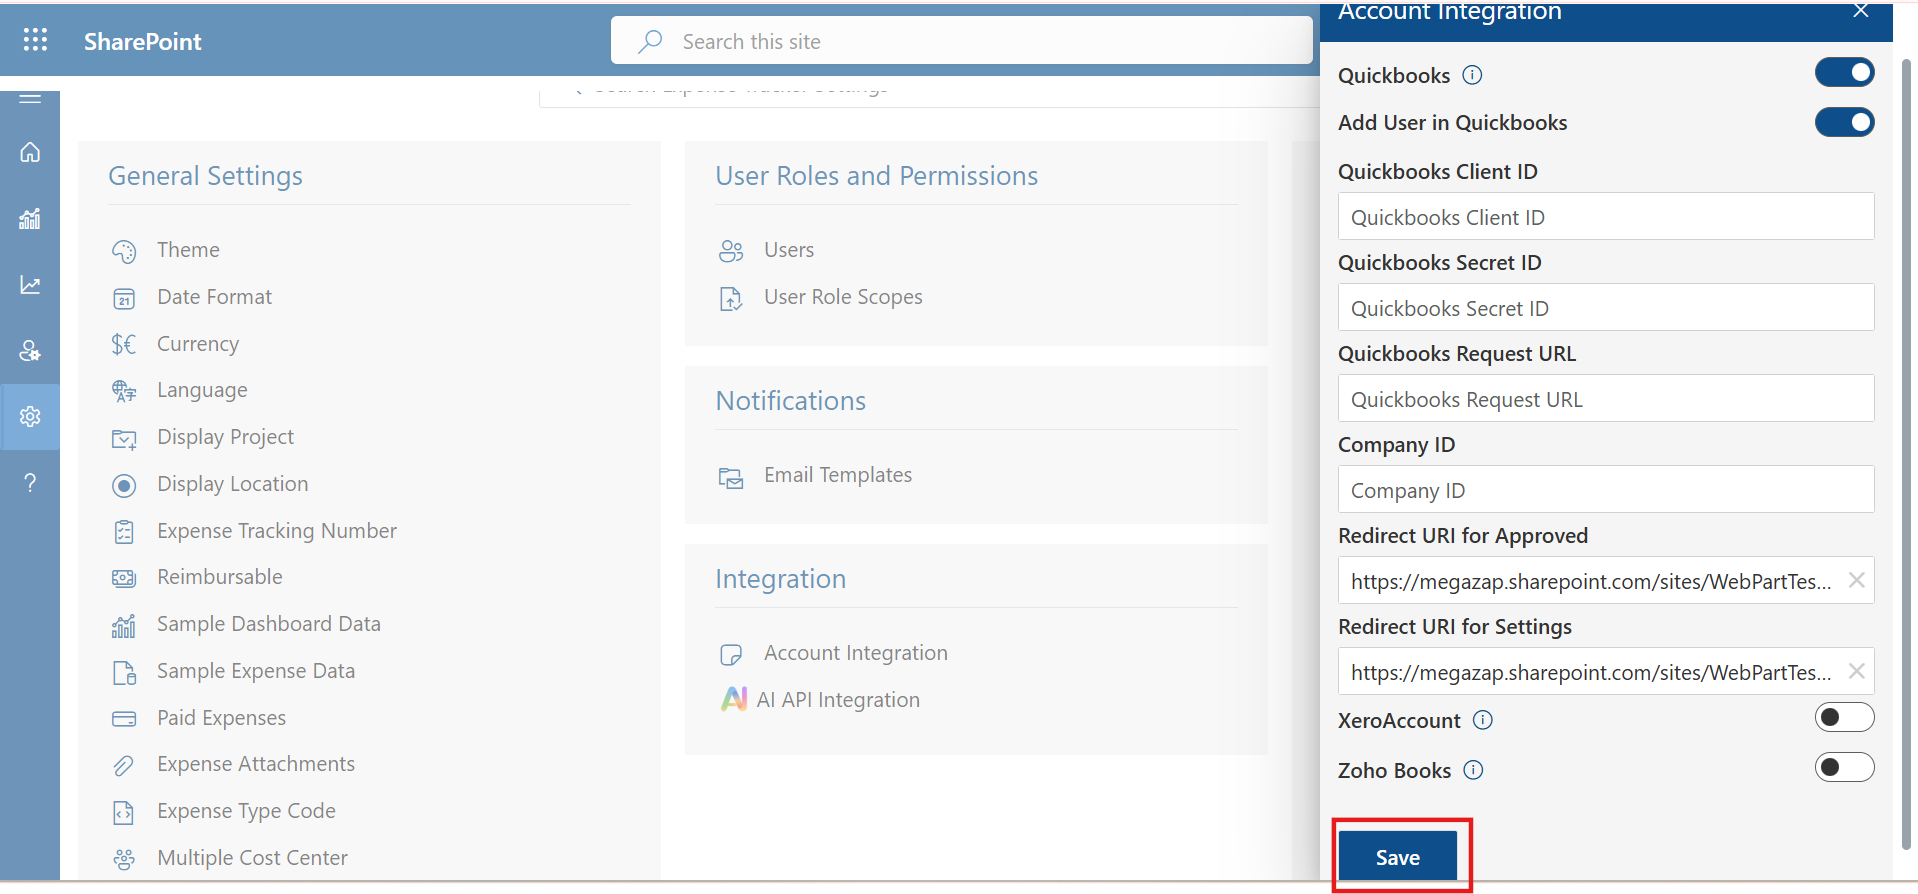 SharePoint
Search this site
Search Expense Tracker Settings
General Settings
Theme
21
Date Format
Currency
Language
Display Project
Display Location
Expense Tracking Number
Reimbursable
Sample Dashboard Data
Sample Expense Data
Paid Expenses
Expense Attachments
Expense Type Code
Multiple Cost Center
User Roles and Permissions
Users
User Role Scopes
Notifications
Email Templates
Integration
Account Integration
AI API Integration
Account Integration
Quickbooks
Add User in Quickbooks
Quickbooks Client ID
Quickbooks Client ID
Quickbooks Secret ID
Quickbooks Secret ID
Quickbooks Request URL
Quickbooks Request URL
Company ID
Company ID
Redirect URI for Approved
https://megazap.sharepoint.com/sites/WebPartTes...
Redirect URI for Settings
https://megazap.sharepoint.com/sites/WebPartTes...
XeroAccount
Zoho Books
Save